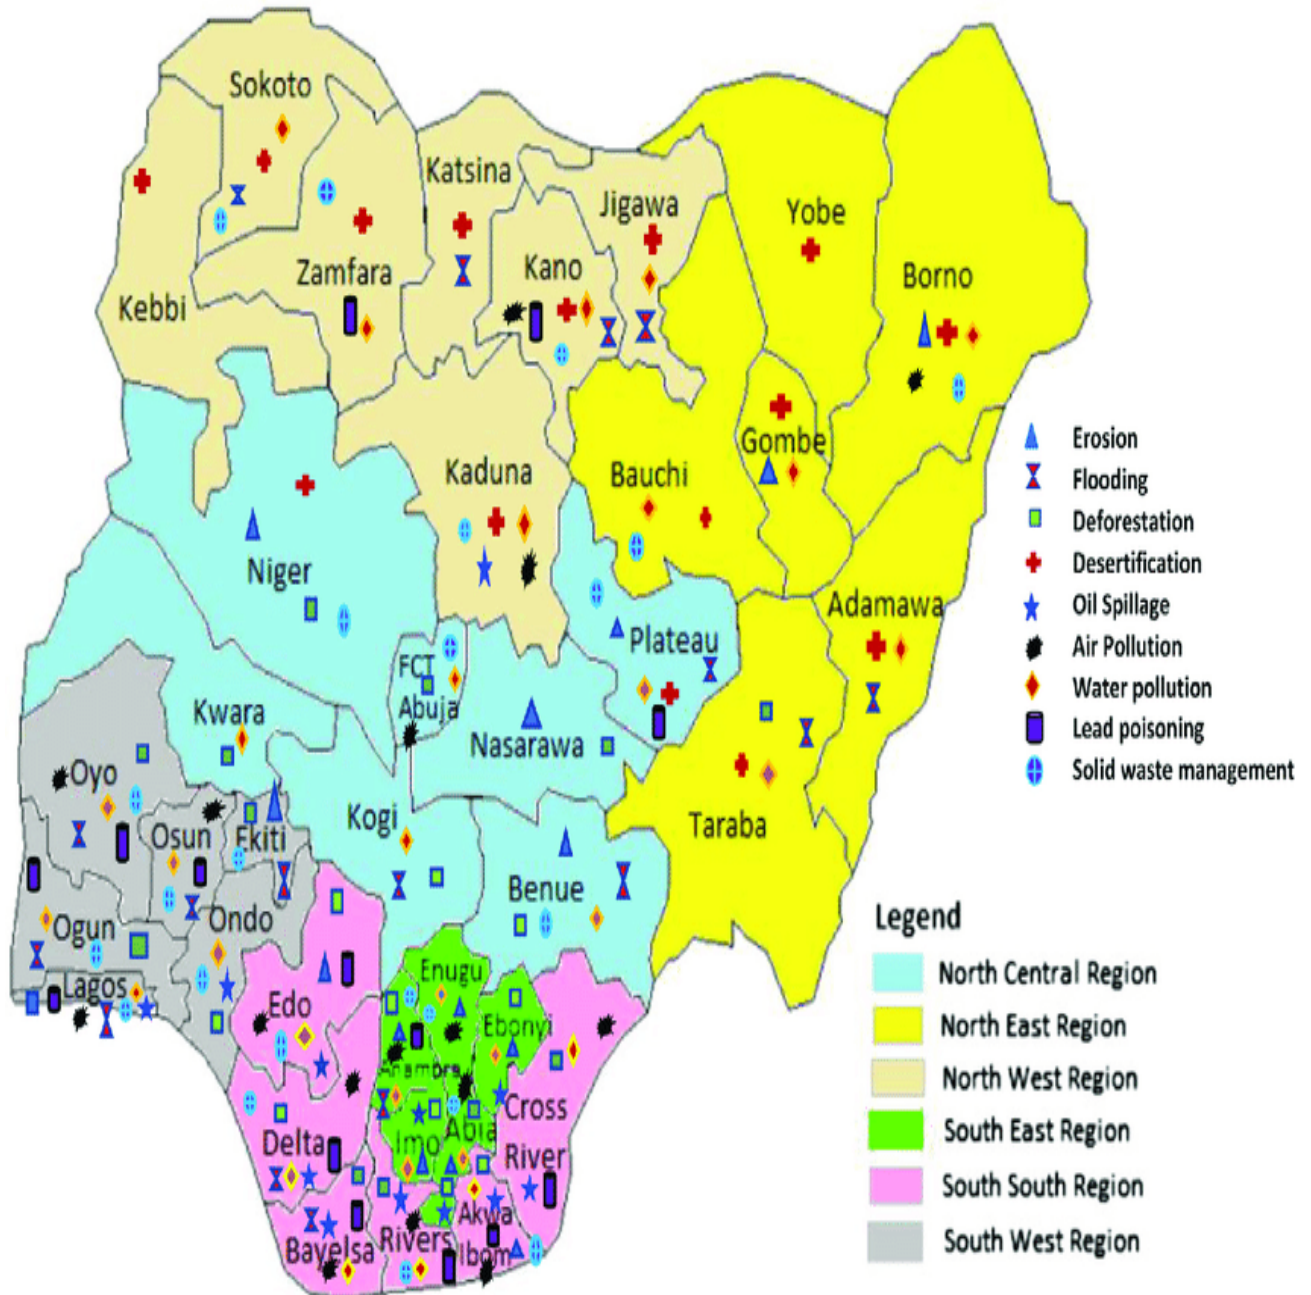 Sokoto
Katsina
Jigawa
Yobe
Zamfara
Kano
Borno
Kebbi
Kaduna
Bauchi
Gombe
Niger
Adamawa
FCT
Abuja
Plateau
Kwara
Nasarawa
Oyo
Kogi
Taraba
Osun
Ekiti
Benue
Ogun
Ondo
Enugu
Lagos
Edo
Ebonyi
Anambra
Cross
River
Delta
Imo
Abia
Akwa
Ibom
Bayelsa
Rivers
Erosion
Flooding
Deforestation
Desertification
Oil Spillage
Air Pollution
Water pollution
Lead poisoning
Solid waste management
Legend
North Central Region
North East Region
North West Region
South East Region
South South Region
South West Region